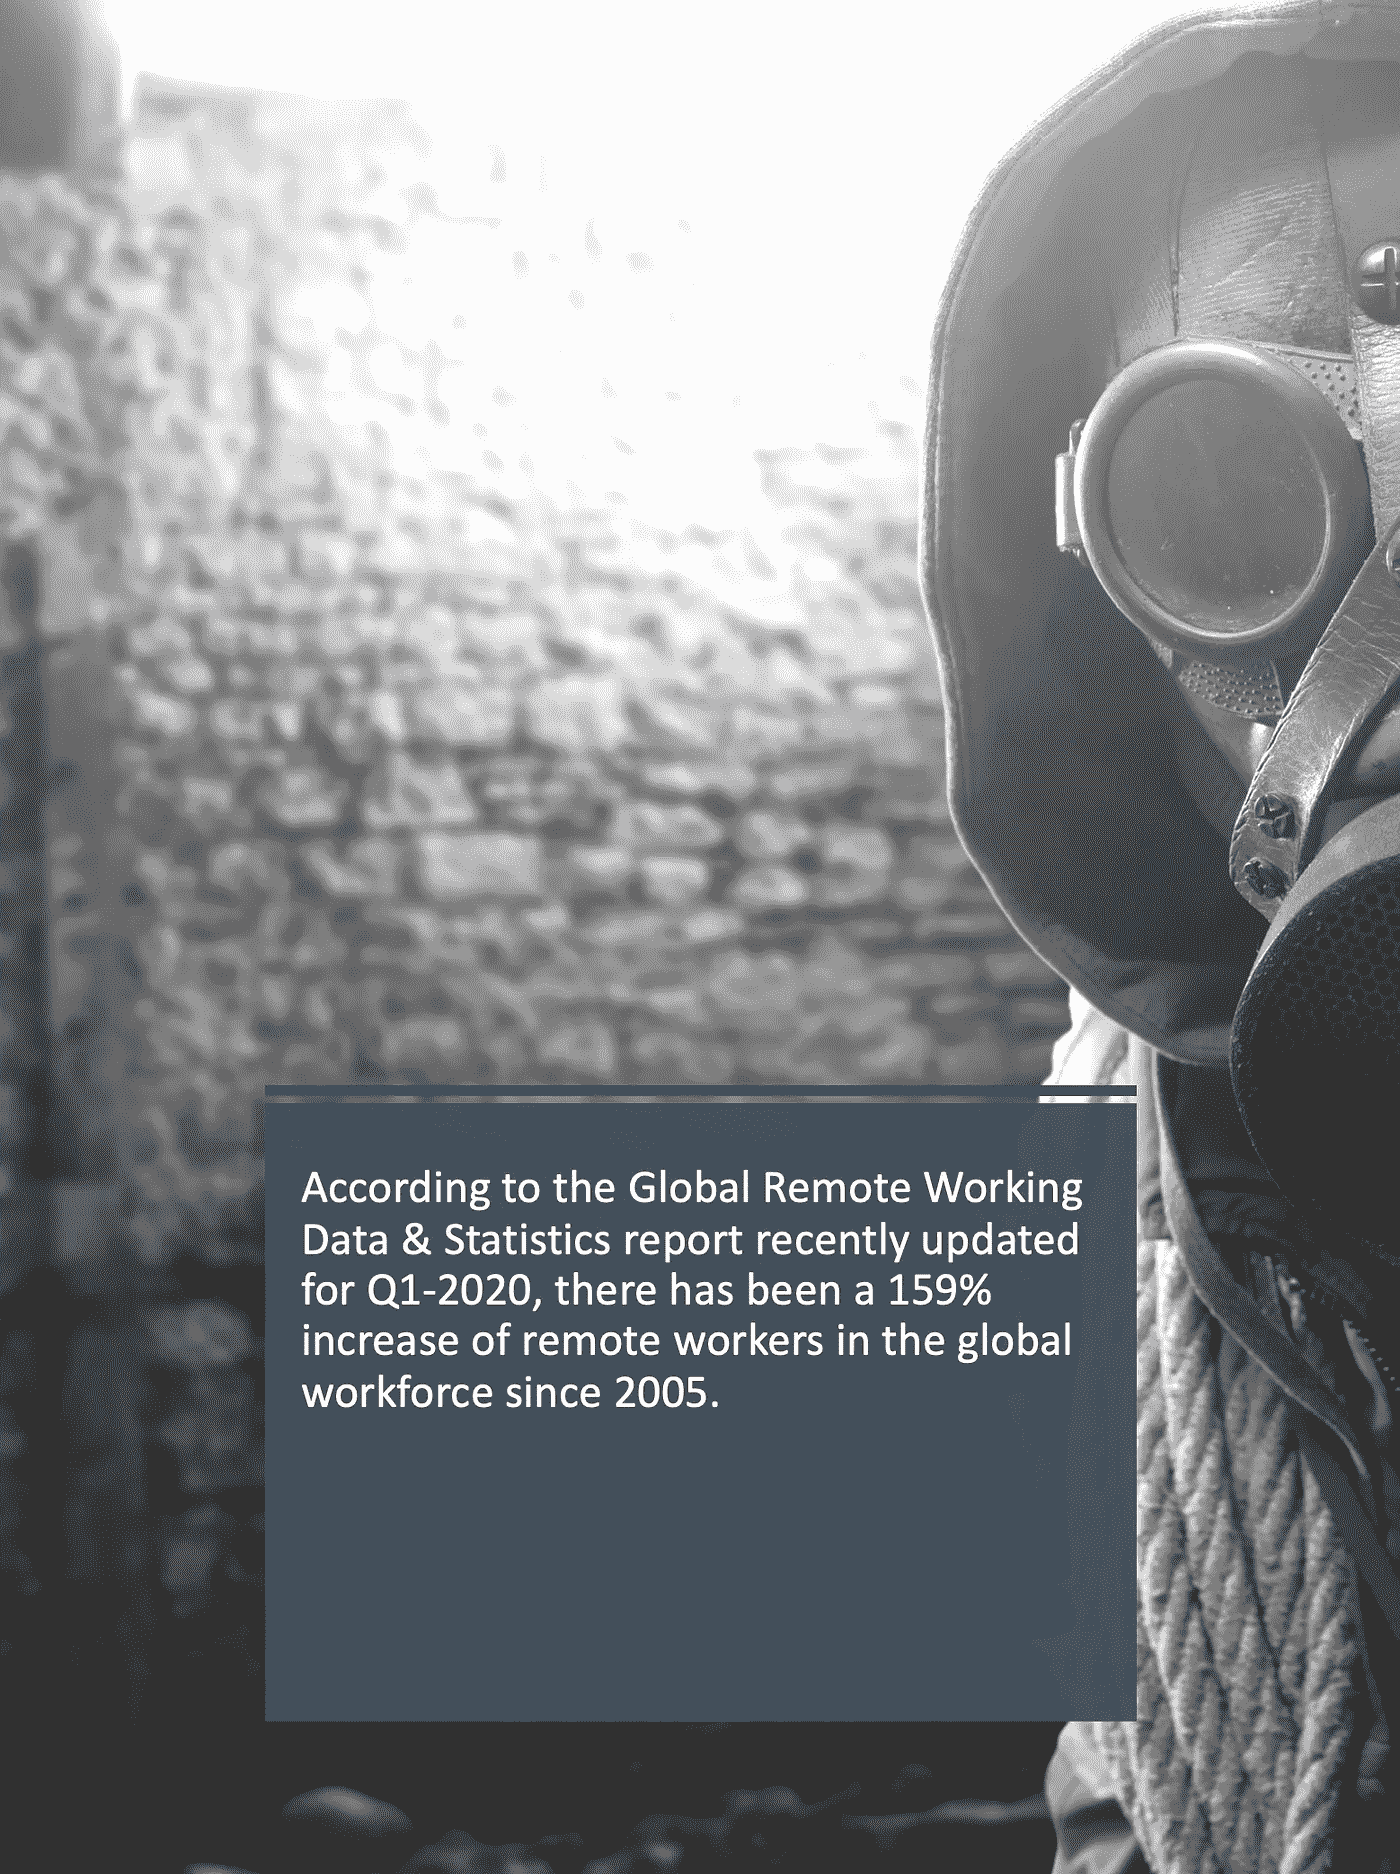 According to the Global Remote Working
Data & Statistics report recently updated
for Q1-2020, there has been a 159%
increase of remote workers in the global
workforce since 2005.